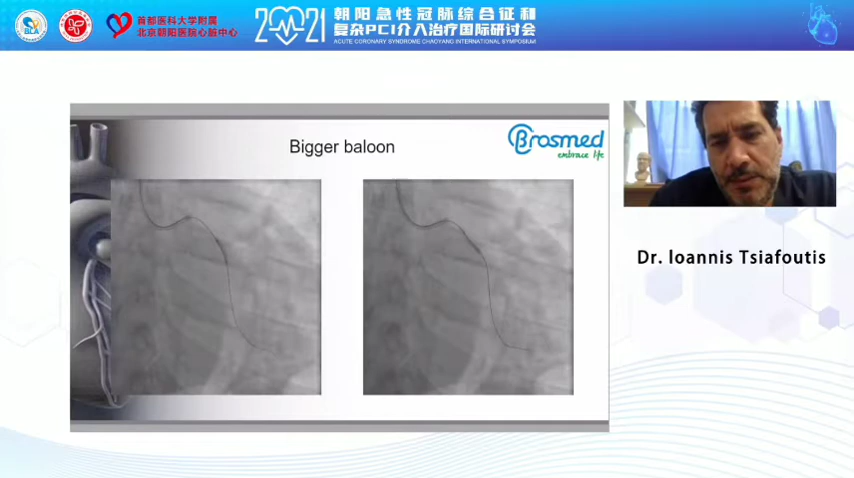 BLA
首都医科大学附属
北京朝阳医院心脏中心
2021
朝阳急性冠脉综合征和
复杂PCI介入治疗国际研讨会
ACUTE CORONARY SYNDROME CHAOYANG INTERNATIONAL SYMPOSIUM
Bigger baloon
Brosmed
embrace life
Dr. Ioannis Tsiafoutis